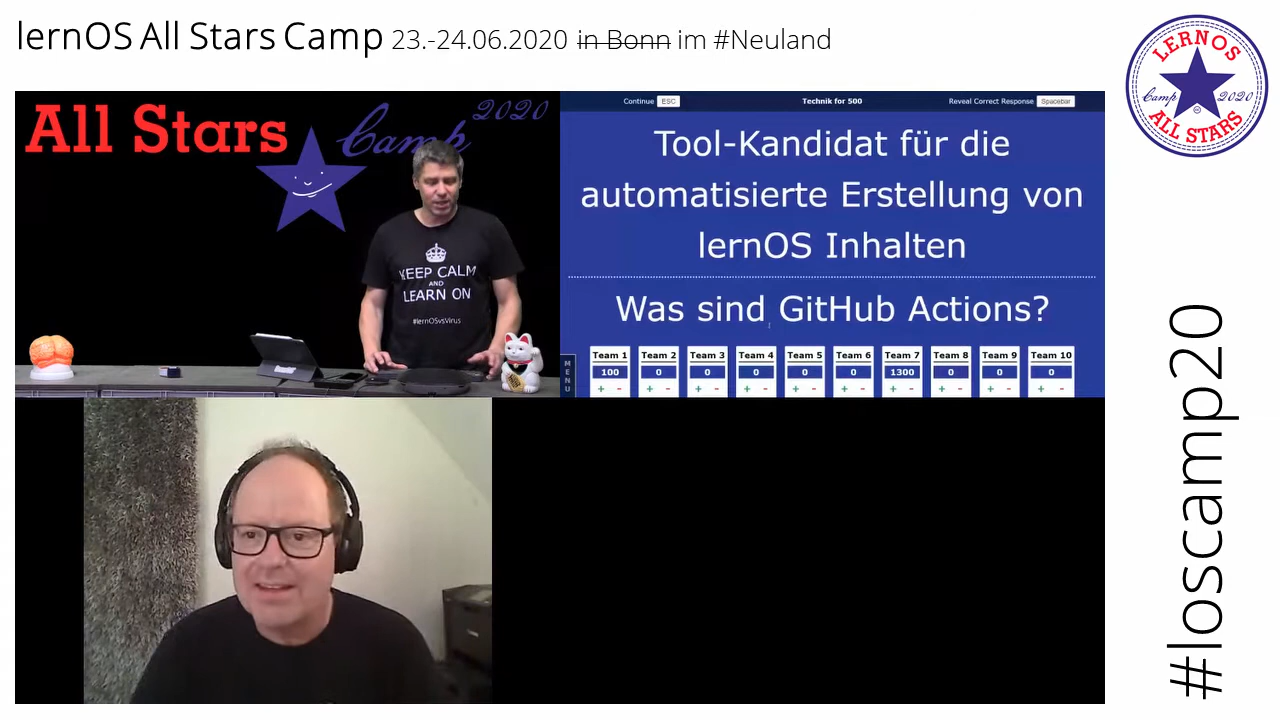 lernOS All Stars Camp 23.-24.06.2020 in Bonn im #Neuland
LERNOS
Camp 2020
ALL STARS
All Stars Camp 2020
KEEP CALM
AND
LEARN ON
#lernOSvsVirus
Continue ESC Technik for 500 Reveal Correct Response Spacebar
Tool-Kandidat für die
automatisierte Erstellung von
lernOS Inhalten
Was sind GitHub Actions?
MENU
Team 1 Team 2 Team 3 Team 4 Team 5 Team 6 Team 7 Team 8 Team 9 Team 10
100 0 0 0 0 0 1300 0 0 0
+ - + - + - + - + - + - + - + - + - + -
#loscamp20